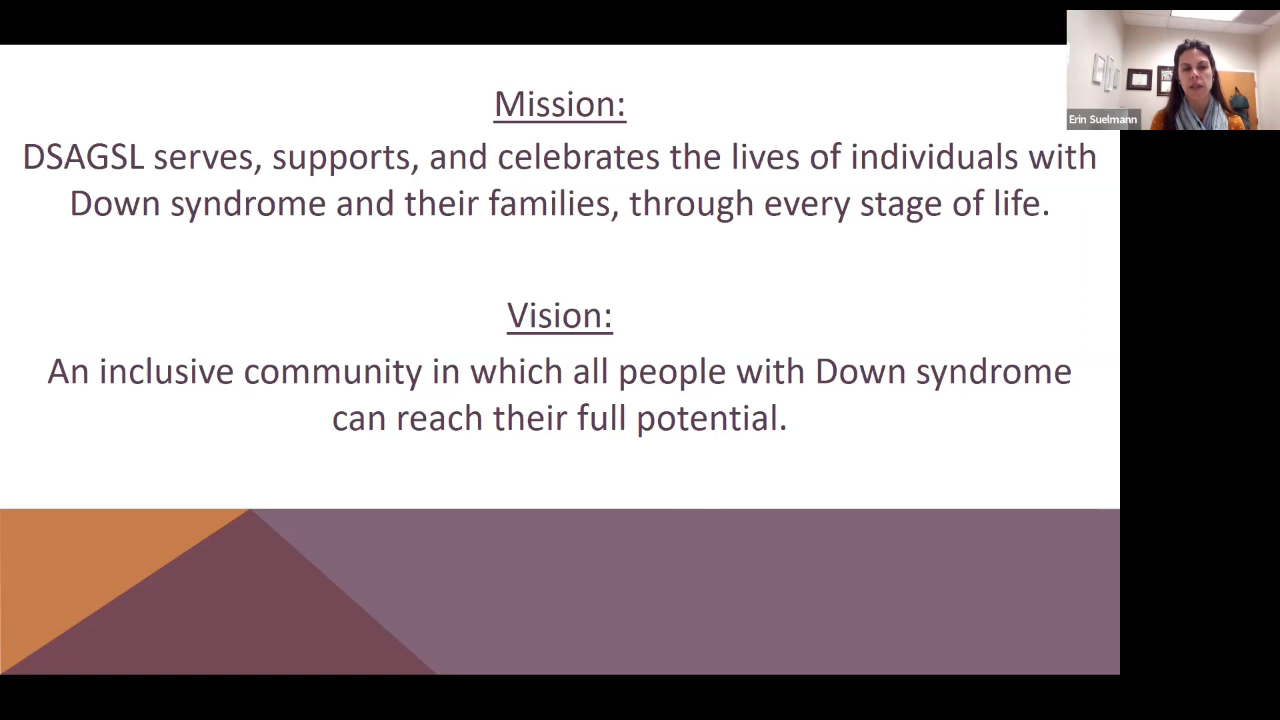 Mission:
DSAGSL serves, supports, and celebrates the lives of individuals with
Down syndrome and their families, through every stage of life.
Vision:
An inclusive community in which all people with Down syndrome
can reach their full potential.
Erin Suelmann